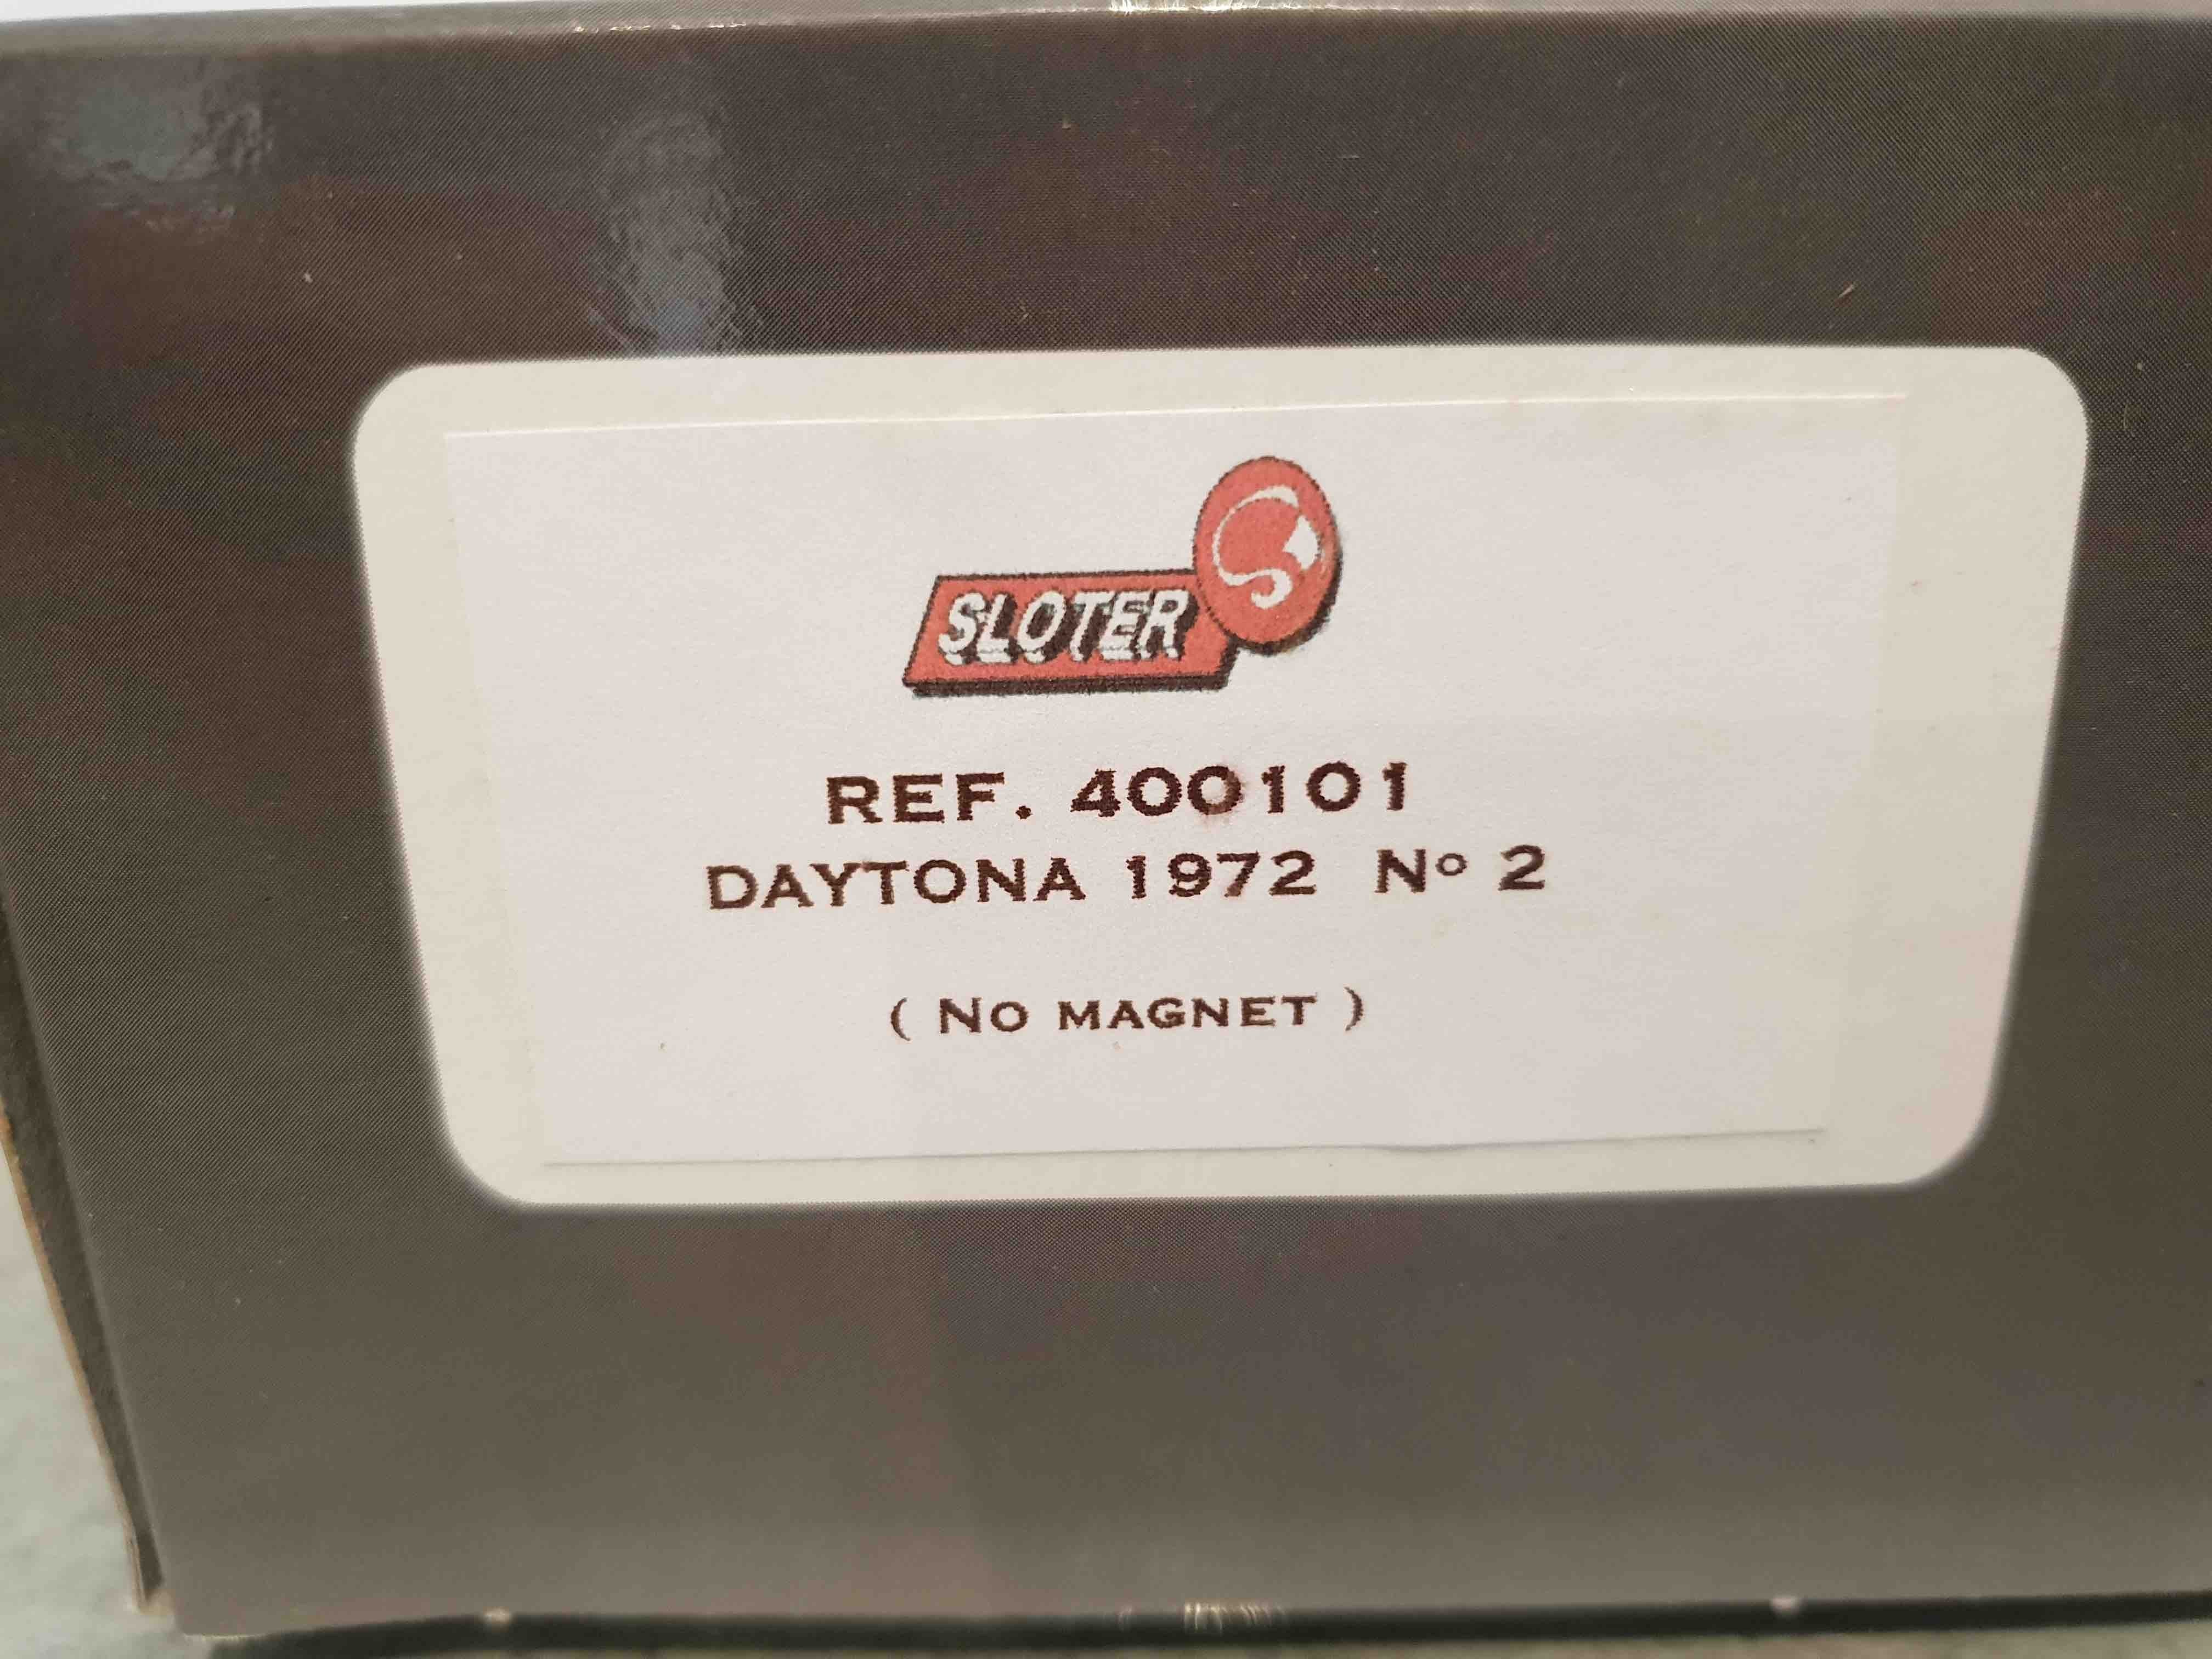 SLOTER
REF. 400101
DAYTONA 1972 Nº 2
( NO MAGNET )